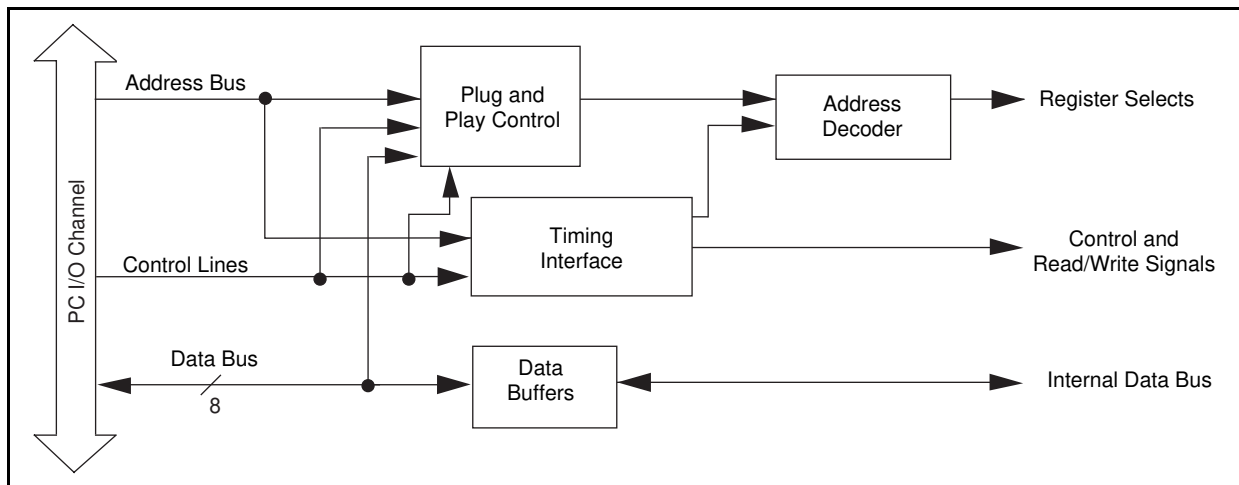 Address Bus
Plug and
Play Control
Address
Decoder
Register Selects
PC I/O Channel
Timing
Interface
Control Lines
Control and
Read/Write Signals
Data Bus
8
Data
Buffers
Internal Data Bus